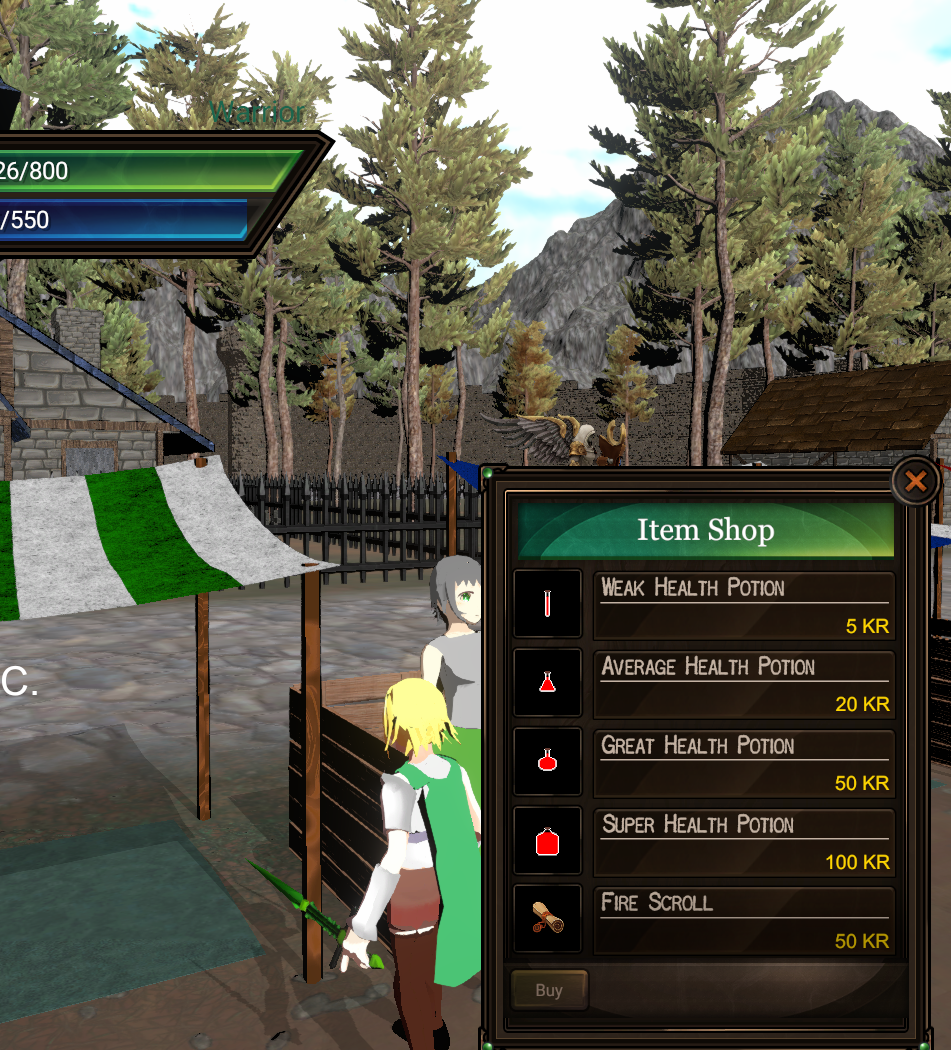 Warrior
26/800
/550
Item Shop
Weak Health Potion
5 KR
Average Health Potion
20 KR
Great Health Potion
50 KR
C.
Super Health Potion
100 KR
Fire Scroll
50 KR
Buy